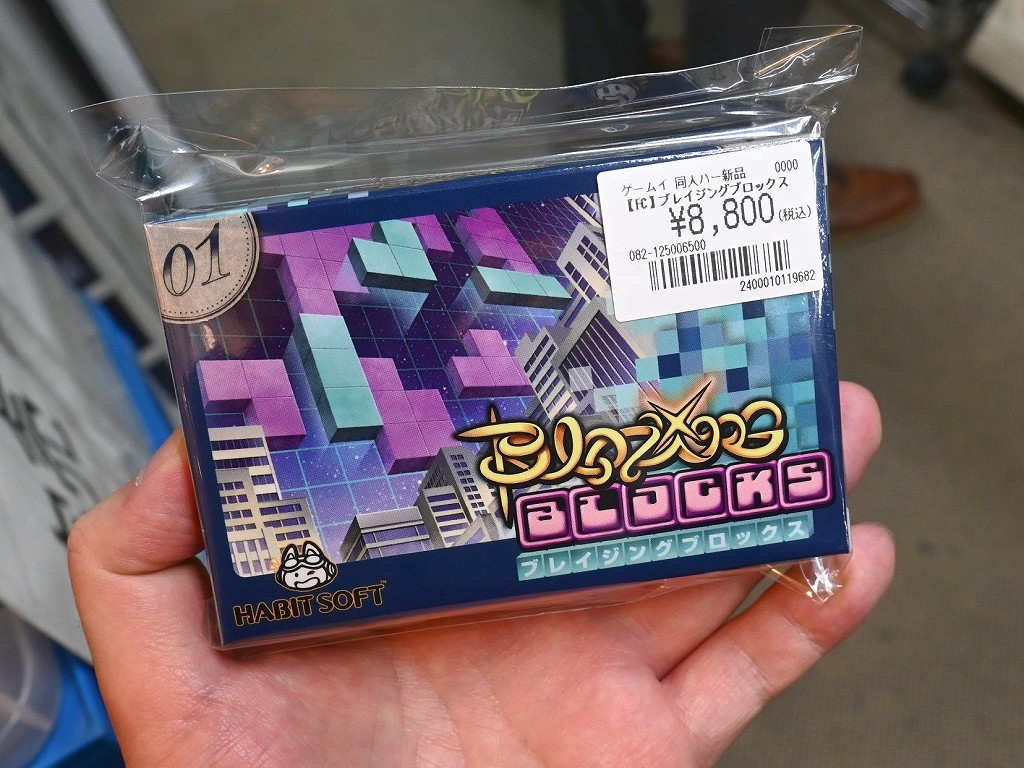 ゲームイ 同人ハー新品 0000
【FC】ブレイジングブロックス
¥8,800(税込)
082-125006500
2400010119682
01
BLAZING
BLOCKS
ブレイジングブロックス
HABIT SOFT™